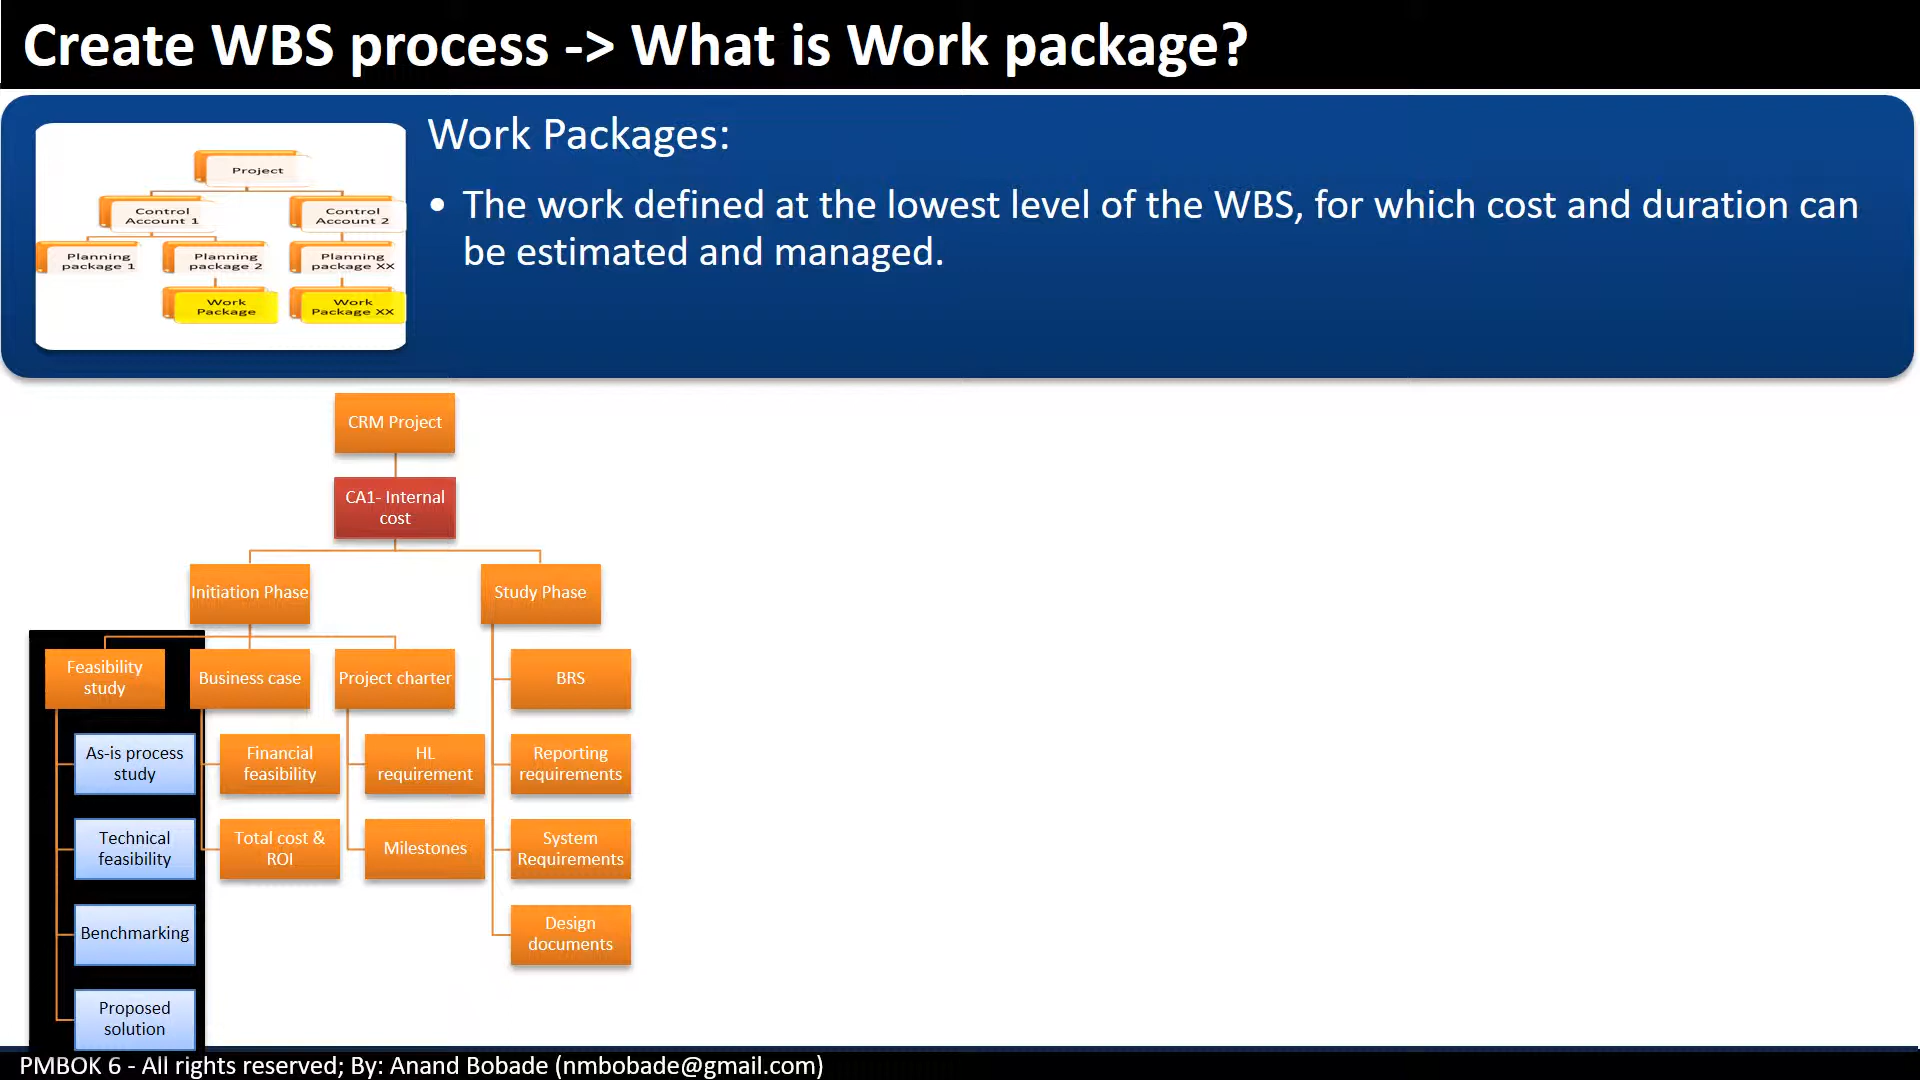 Create WBS process -> What is Work package?
Project
Control
Account 1
Control
Account 2
Planning
package 1
Planning
package 2
Planning
package XX
Work
Package
Work
Package XX
Work Packages:
• The work defined at the lowest level of the WBS, for which cost and duration can
be estimated and managed.
CRM Project
CA1- Internal
cost
Initiation Phase
Study Phase
Feasibility
study
Business case
Project charter
BRS
As-is process
study
Financial
feasibility
HL
requirement
Reporting
requirements
Technical
feasibility
Total cost &
ROI
Milestones
System
Requirements
Benchmarking
Design
documents
Proposed
solution
PMBOK 6 - All rights reserved; By: Anand Bobade (nmbobade@gmail.com)